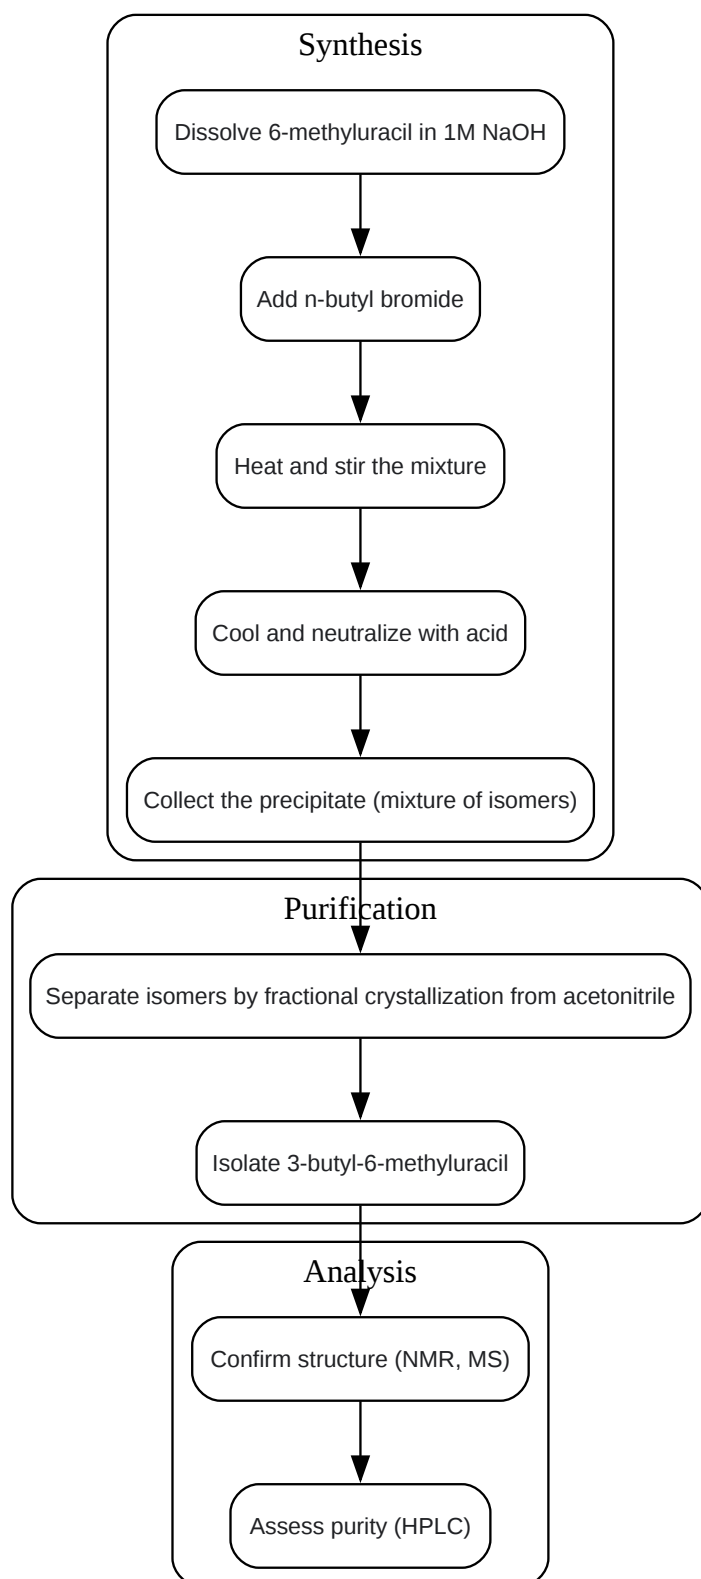 Synthesis
Dissolve 6-methyluracil in 1M NaOH
Add n-butyl bromide
Heat and stir the mixture
Cool and neutralize with acid
Collect the precipitate (mixture of isomers)
Purification
Separate isomers by fractional crystallization from acetonitrile
Isolate 3-butyl-6-methyluracil
Analysis
Confirm structure (NMR, MS)
Assess purity (HPLC)